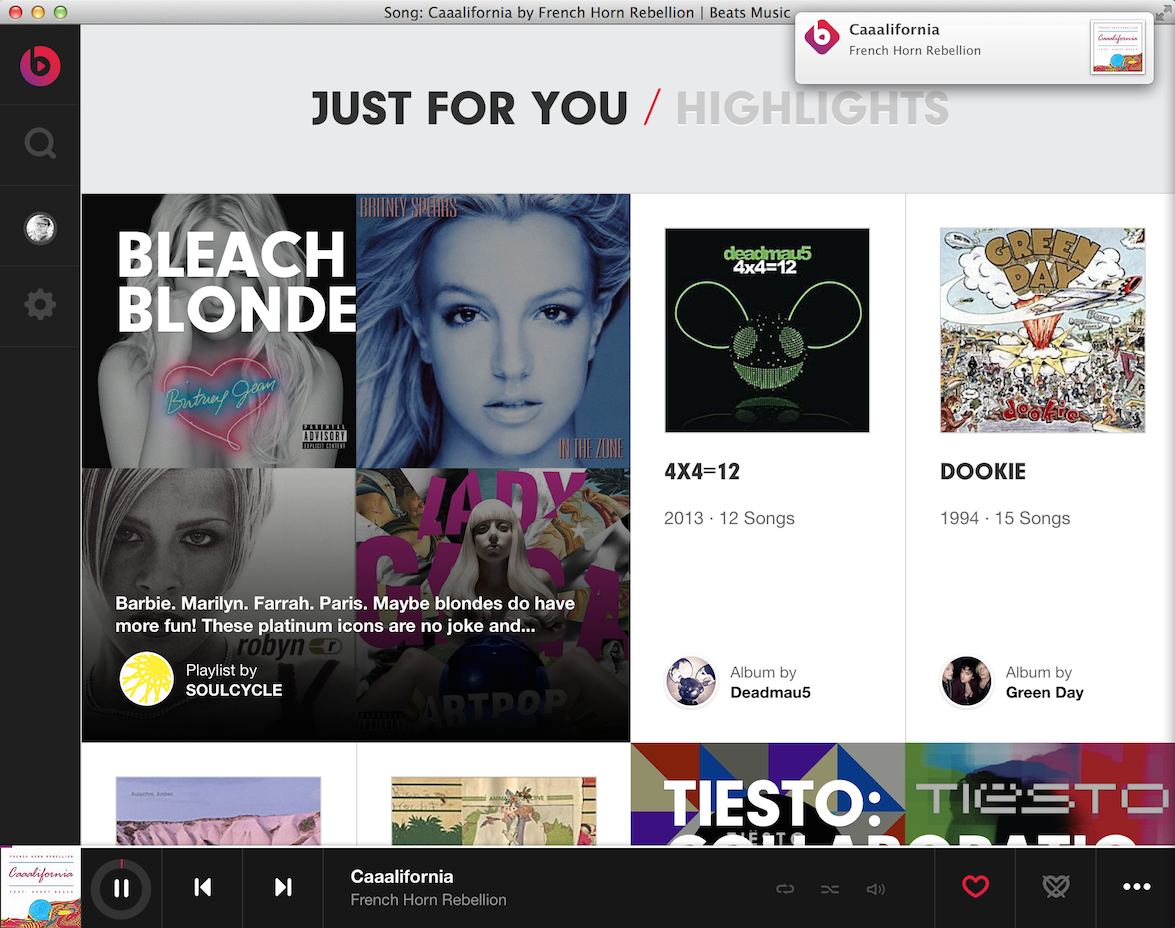 Song: Caaalifornia by French Horn Rebellion | Beats Music
Caaalifornia
French Horn Rebellion
Caaalifornia
JUST FOR YOU / HIGHLIGHTS
BLEACH
BLONDE
Britney Jean
PARENTAL
ADVISORY
EXPLICIT CONTENT
BRITNEY SPEARS
IN THE ZONE
deadmau5
4x4=12
GREEN
DAY
dookie
4X4=12
2013 · 12 Songs
DOOKIE
1994 · 15 Songs
LADY
GAGA
Barbie. Marilyn. Farrah. Paris. Maybe blondes do have
more fun! These platinum icons are no joke and...
robyn
ARTPOP
Playlist by
SOULCYCLE
Album by
Deadmau5
Album by
Green Day
Autechre, Amber
TIESTO:
TIËSTO
TIËSTO
COLLABORATIO
FRENCH HORN REBELLION
Caaalifornia
Caaalifornia
French Horn Rebellion